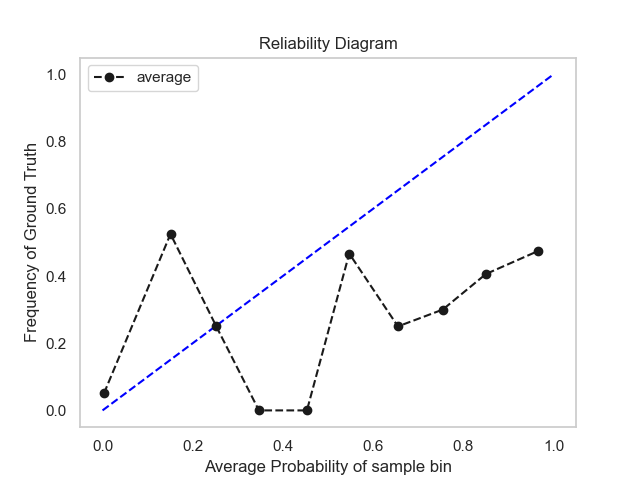 Reliability Diagram
average
Frequency of Ground Truth
1.0
0.8
0.6
0.4
0.2
0.0
0.0 0.2 0.4 0.6 0.8 1.0
Average Probability of sample bin